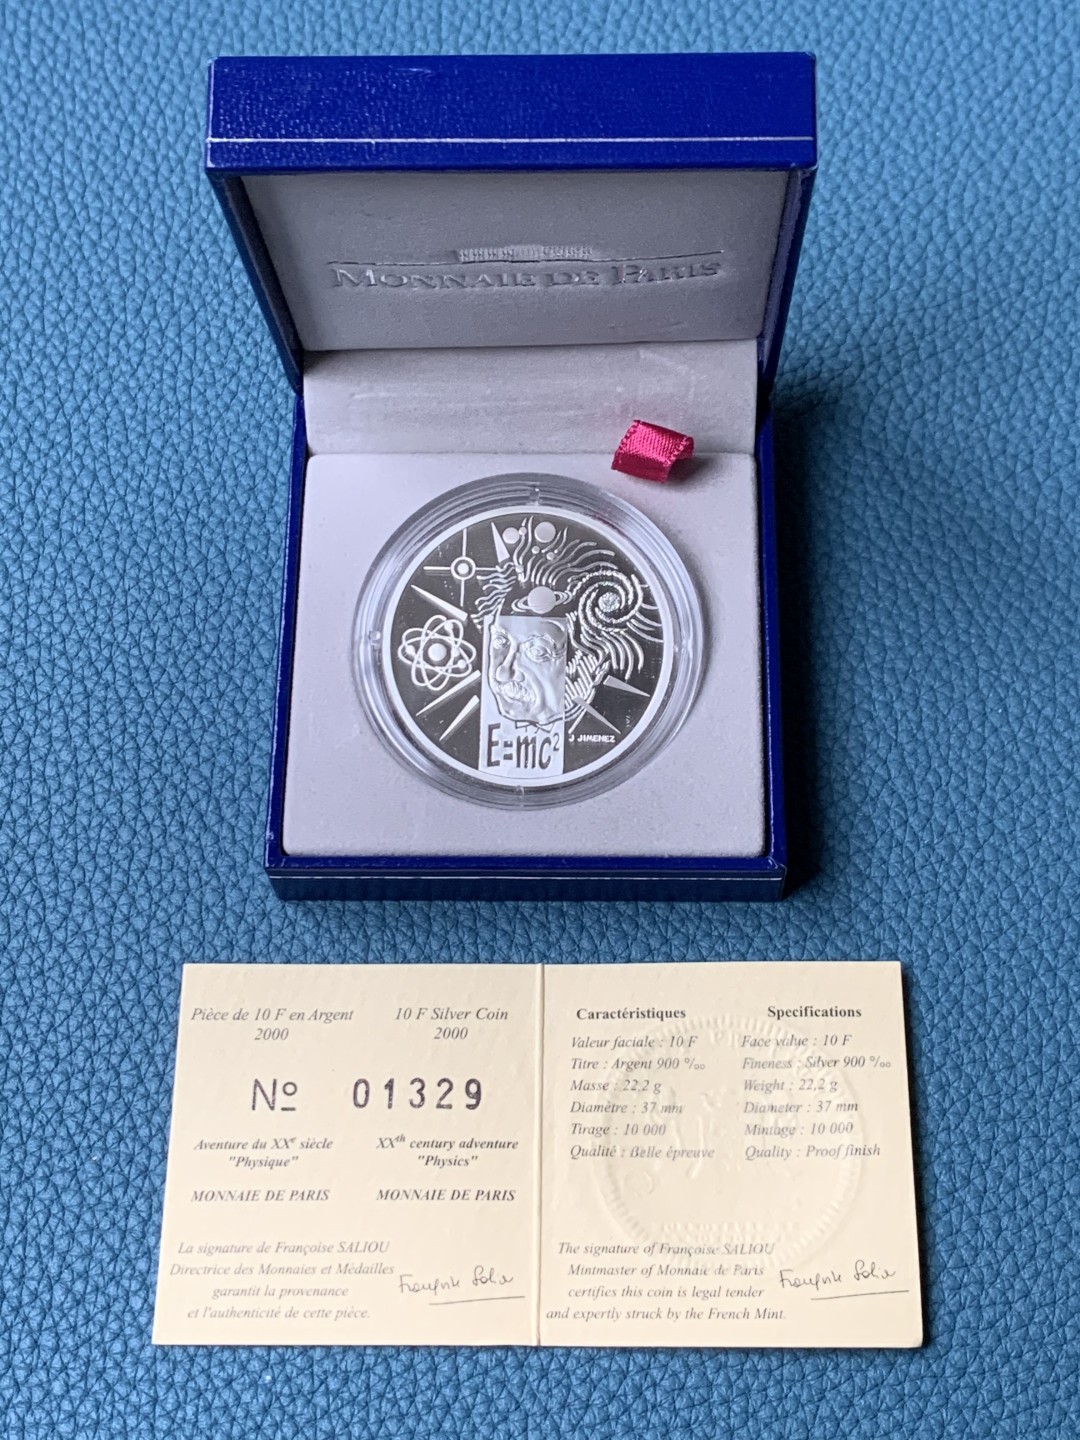 MONNAIE DE PARIS
E=mc²
J JIMENEZ
Pièce de 10 F en Argent
2000
10 F Silver Coin
2000
Nº 01329
Aventure du XXe siècle
"Physique"
XXth century adventure
"Physics"
MONNAIE DE PARIS
MONNAIE DE PARIS
La signature de Françoise SALIOU
Directrice des Monnaies et Médailles
garantit la provenance
et l'authenticité de cette pièce.
Caractéristiques
Valeur faciale : 10 F
Titre : Argent 900 °/₀₀
Masse : 22,2 g
Diamètre : 37 mm
Tirage : 10 000
Qualité : Belle épreuve
Specifications
Face value : 10 F
Fineness : Silver 900 °/₀₀
Weight : 22,2 g
Diameter : 37 mm
Mintage : 10 000
Quality : Proof finish
The signature of Françoise SALIOU
Mintmaster of Monnaie de Paris
certifies this coin is legal tender
and expertly struck by the French Mint.